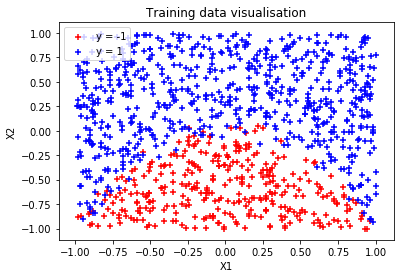 Training data visualisation
y = -1
y = 1
X2
1.00
0.75
0.50
0.25
0.00
−0.25
−0.50
−0.75
−1.00
−1.00 −0.75 −0.50 −0.25 0.00 0.25 0.50 0.75 1.00
X1